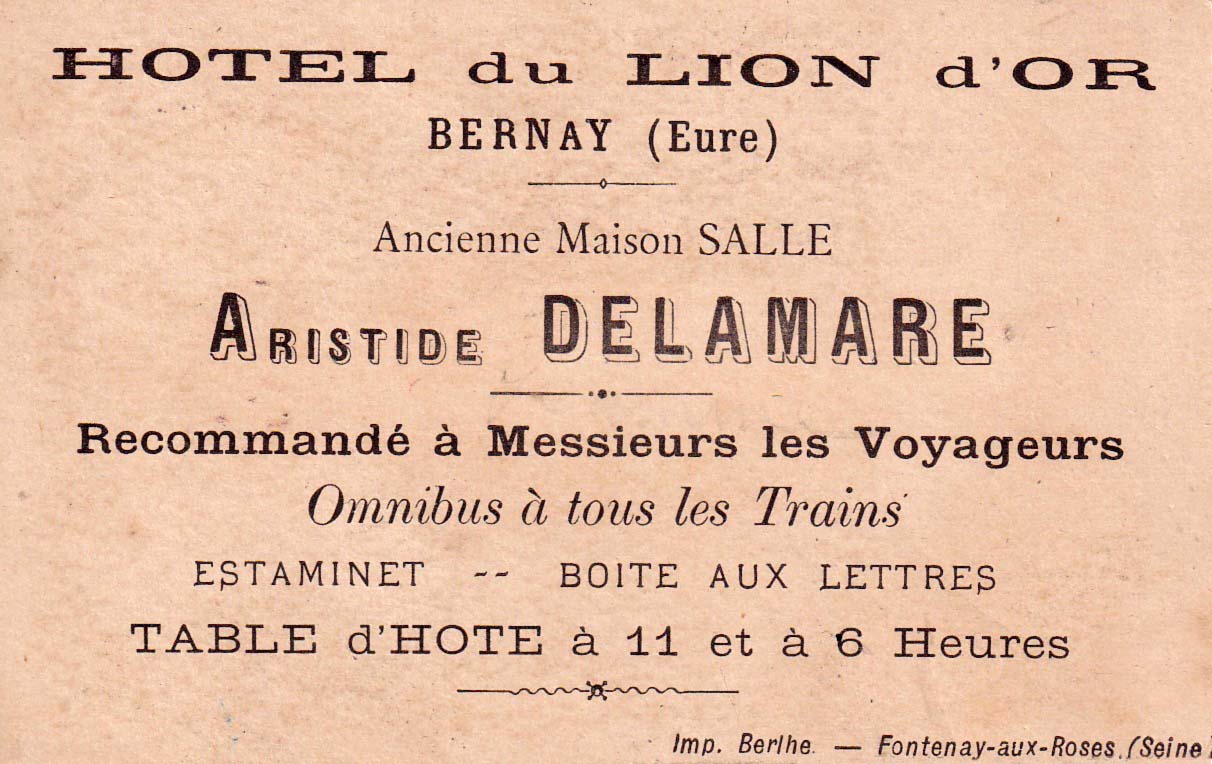 HOTEL du LION d'OR
BERNAY (Eure)
Ancienne Maison SALLE
ARISTIDE DELAMARE
Recommandé à Messieurs les Voyageurs
Omnibus à tous les Trains
ESTAMINET -- BOITE AUX LETTRES
TABLE d'HOTE à 11 et à 6 Heures
Imp. Berlhe. — Fontenay-aux-Roses.(Seine)